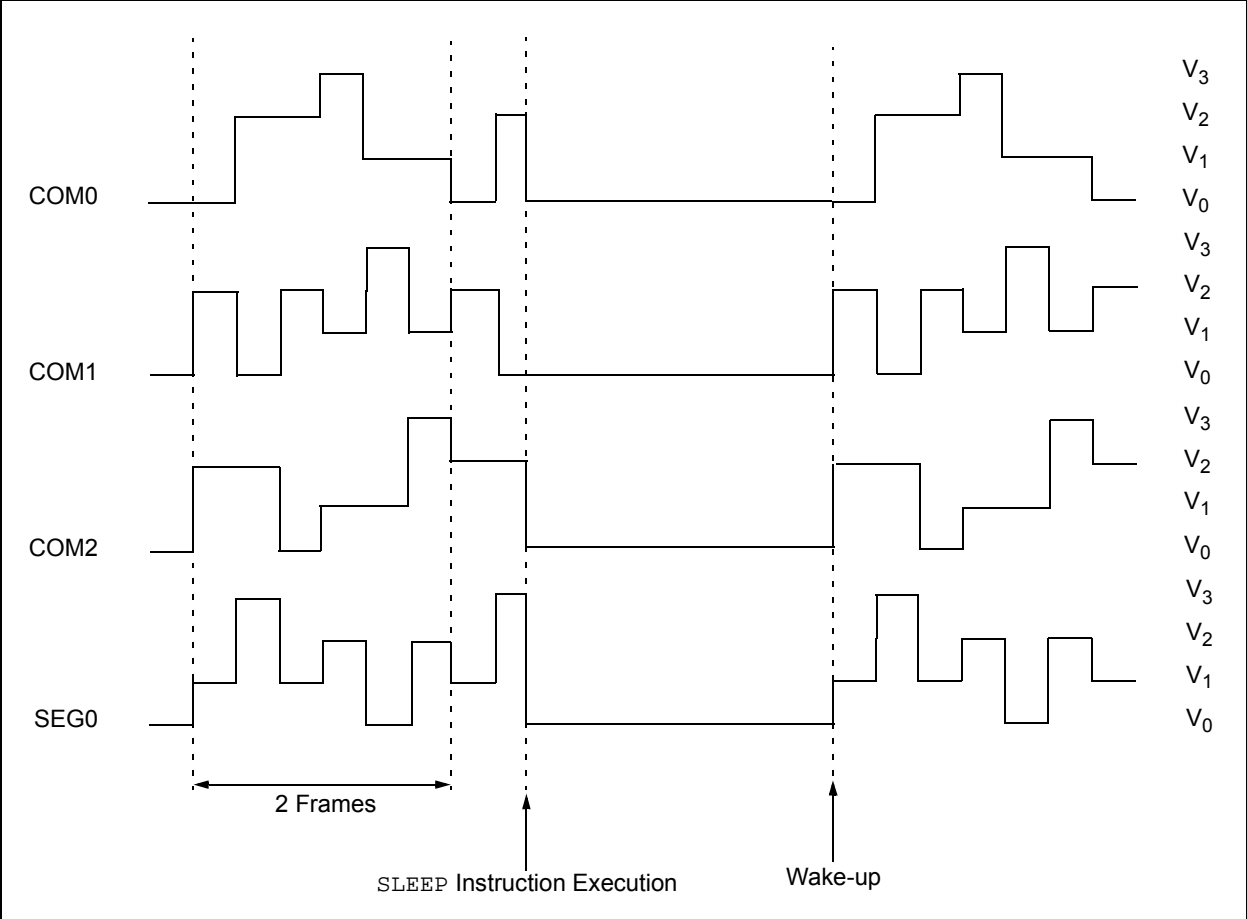 V3
V2
V1
COM0
V0
V3
V2
V1
COM1
V0
V3
V2
V1
COM2
V0
V3
V2
V1
SEG0
V0
2 Frames
SLEEP Instruction Execution
Wake-up